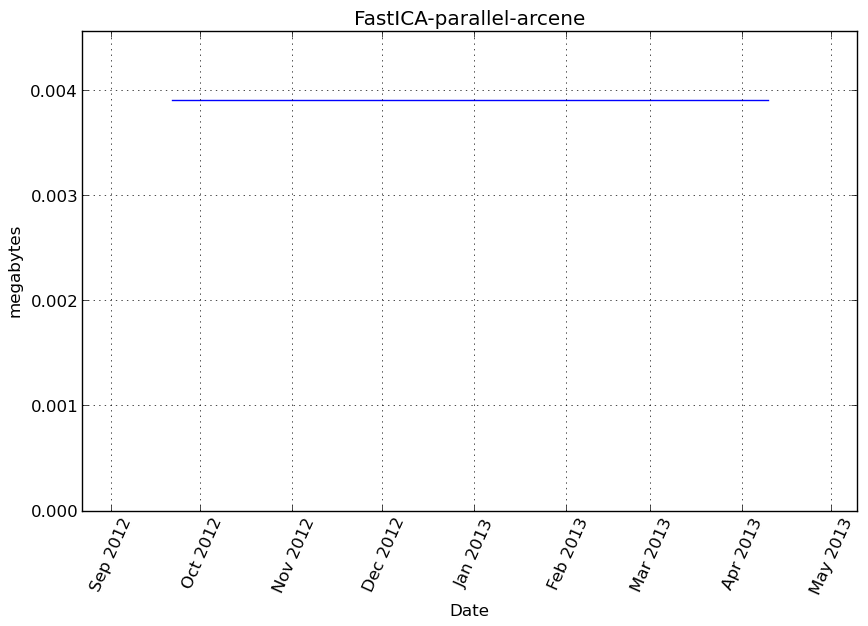 FastICA-parallel-arcene
megabytes
0.004
0.003
0.002
0.001
0.000
Sep 2012
Oct 2012
Nov 2012
Dec 2012
Jan 2013
Feb 2013
Mar 2013
Apr 2013
May 2013
Date